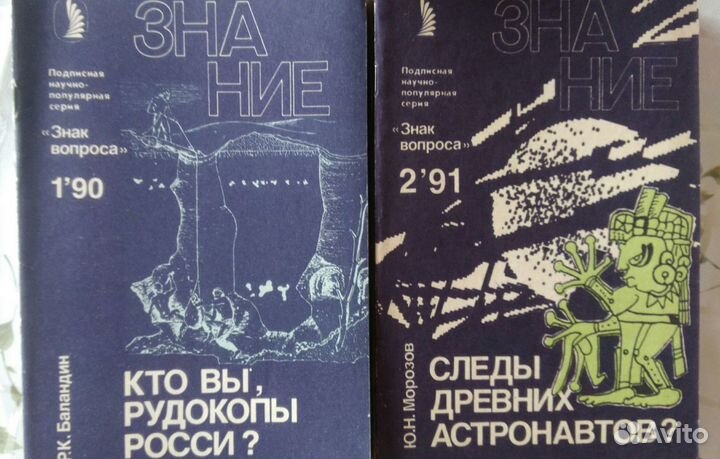 ЗНА
НИЕ
Подписная
научно-
популярная
серия
«Знак
вопроса»
1'90
Р.К. Баландин
КТО ВЫ,
РУДОКОПЫ
РОССИ?
ЗНА
НИЕ
Подписная
научно-
популярная
серия
«Знак
вопроса»
2'91
Ю.Н. Морозов
СЛЕДЫ
ДРЕВНИХ
АСТРОНАВТОВ?
Avito